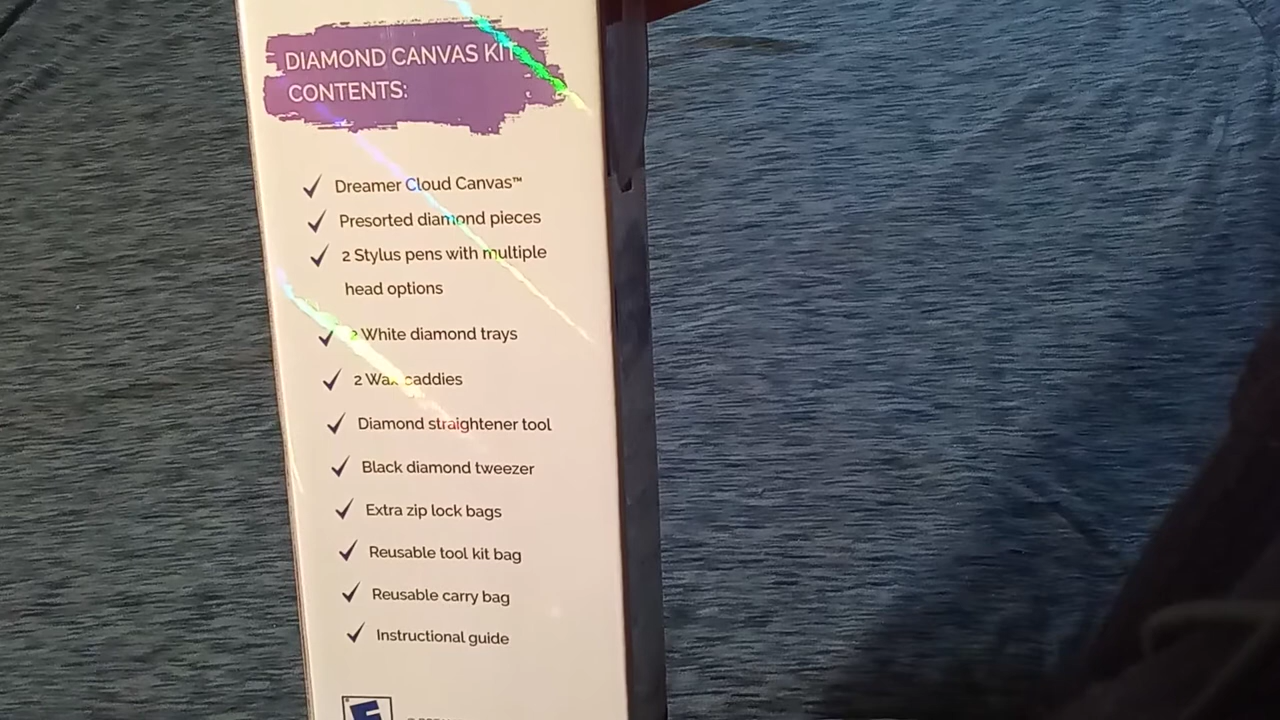 DIAMOND CANVAS KIT
CONTENTS:
Dreamer Cloud Canvas™
Presorted diamond pieces
2 Stylus pens with multiple
head options
2 White diamond trays
2 Wax caddies
Diamond straightener tool
Black diamond tweezer
Extra zip lock bags
Reusable tool kit bag
Reusable carry bag
Instructional guide
E